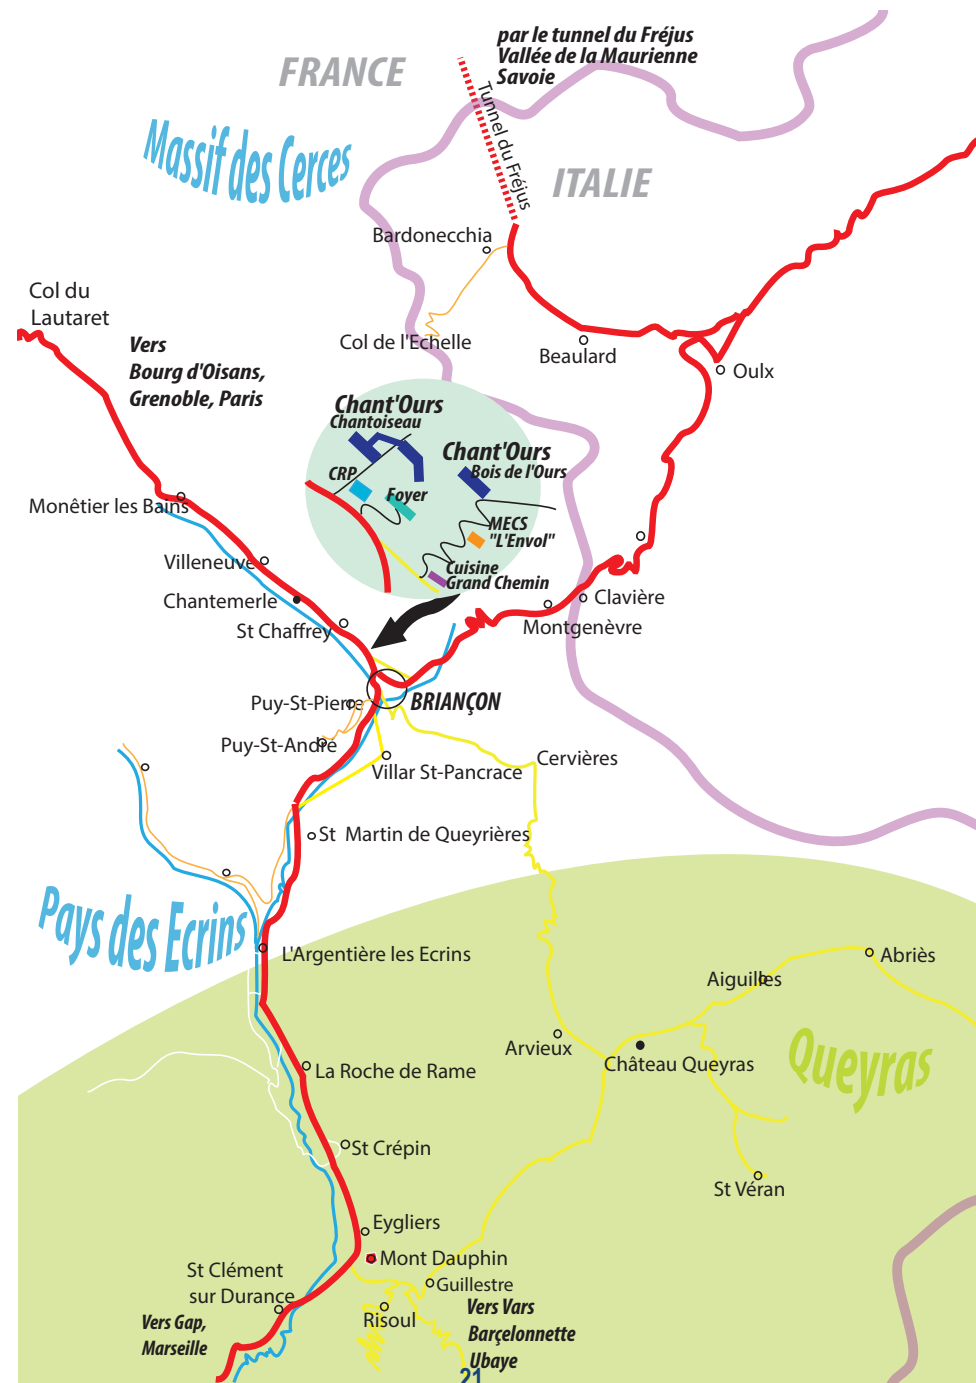 par le tunnel du Fréjus
Vallée de la Maurienne
Savoie
FRANCE
Tunnel du Fréjus
Massif des Cerces
ITALIE
Bardonecchia
Col du
Lautaret
Vers
Bourg d'Oisans,
Grenoble, Paris
Col de l'Echelle
Beaulard
Oulx
Chant'Ours
Chantoiseau
Chant'Ours
Bois de l'Ours
CRP
Foyer
MECS
"L'Envol"
Cuisine
Grand Chemin
Monêtier les Bains
Villeneuve
Chantemerle
St Chaffrey
Clavière
Montgenèvre
Puy-St-Pierre
BRIANÇON
Puy-St-André
Villar St-Pancrace
Cervières
St Martin de Queyrières
Pays des Ecrins
L'Argentière les Ecrins
Abriès
Aiguilles
Arvieux
Château Queyras
Queyras
La Roche de Rame
St Crépin
St Véran
Eygliers
Mont Dauphin
St Clément
sur Durance
Guillestre
Risoul
Vers Gap,
Marseille
Vers Vars
Barçelonnette
Ubaye
21